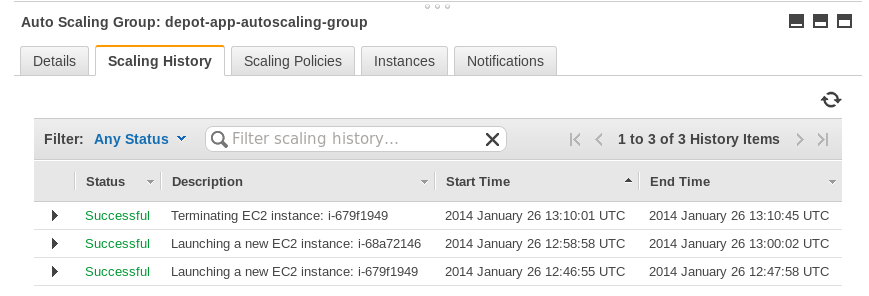 Auto Scaling Group: depot-app-autoscaling-group
Details Scaling History Scaling Policies Instances Notifications
Filter: Any Status Filter scaling history... 1 to 3 of 3 History Items
Status Description Start Time End Time
Successful Terminating EC2 instance: i-679f1949 2014 January 26 13:10:01 UTC 2014 January 26 13:10:45 UTC
Successful Launching a new EC2 instance: i-68a72146 2014 January 26 12:58:58 UTC 2014 January 26 13:00:02 UTC
Successful Launching a new EC2 instance: i-679f1949 2014 January 26 12:46:55 UTC 2014 January 26 12:47:58 UTC